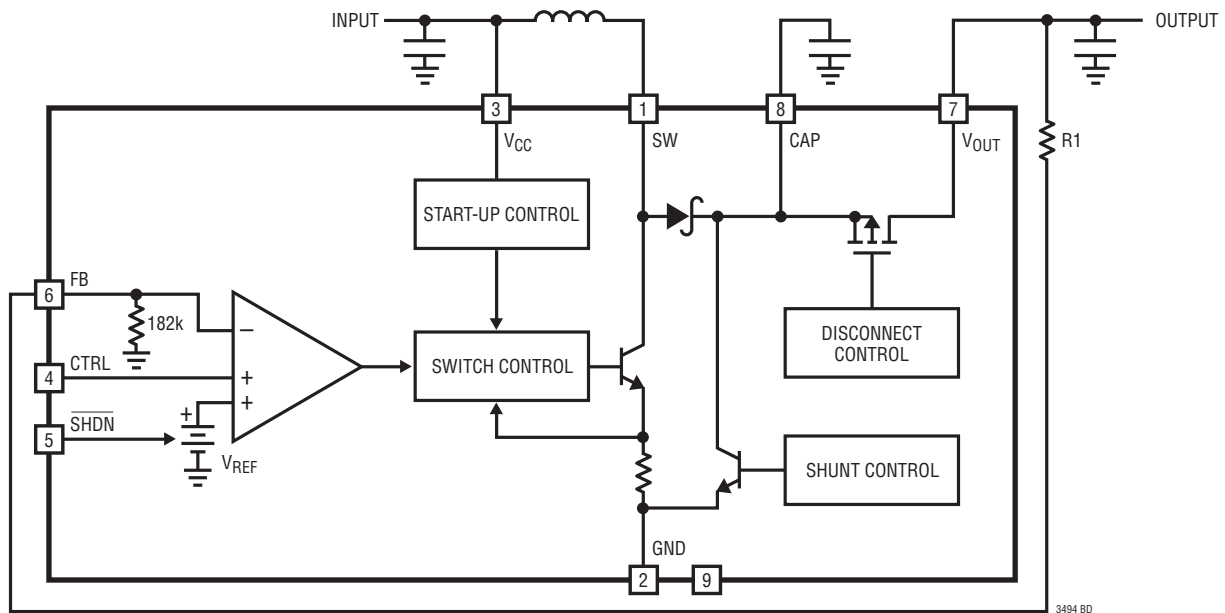 INPUT
OUTPUT
3
1
8
7
VCC
SW
CAP
VOUT
R1
START-UP CONTROL
6
FB
182k
−
4
CTRL
+
+
5
SHDN
+
VREF
SWITCH CONTROL
DISCONNECT
CONTROL
SHUNT CONTROL
GND
2
9
3494 BD